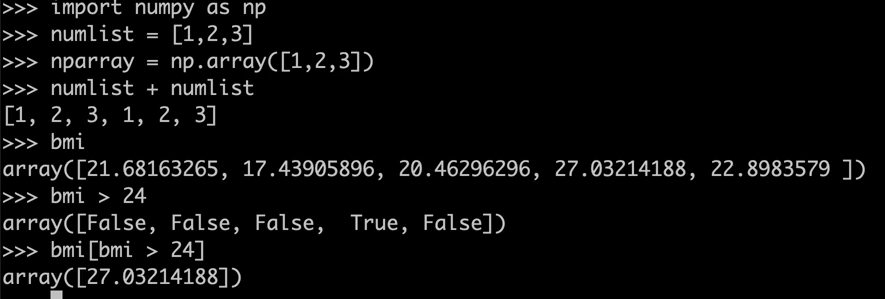 >>> import numpy as np
>>> numlist = [1,2,3]
>>> nparray = np.array([1,2,3])
>>> numlist + numlist
[1, 2, 3, 1, 2, 3]
>>> bmi
array([21.68163265, 17.43905896, 20.46296296, 27.03214188, 22.8983579 ])
>>> bmi > 24
array([False, False, False,  True, False])
>>> bmi[bmi > 24]
array([27.03214188])